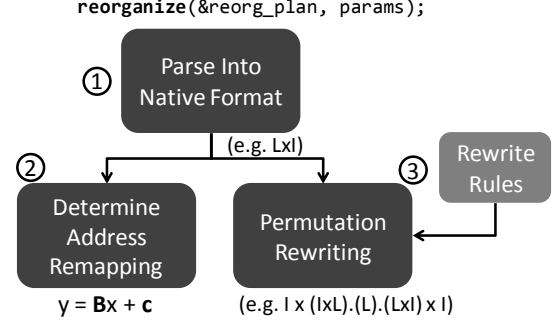 reorganize(&reorg_plan, params);
1
Parse Into
Native Format
(e.g. LxI)
2
3
Rewrite
Rules
Determine
Address
Remapping
Permutation
Rewriting
y = Bx + c
(e.g. I x (IxL).(L).(LxI) x I)